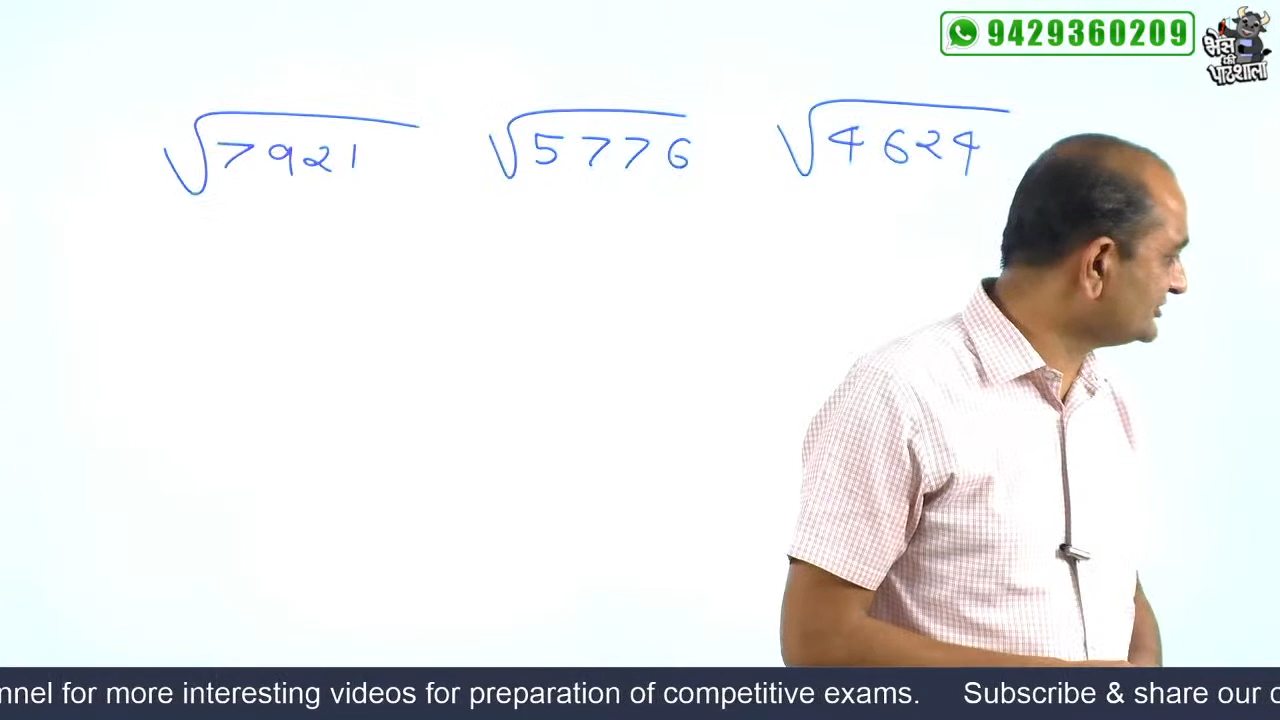 9429360209
भैंस
की
पाठशाला
√7921 √5776 √4624
nnel for more interesting videos for preparation of competitive exams. Subscribe & share our c